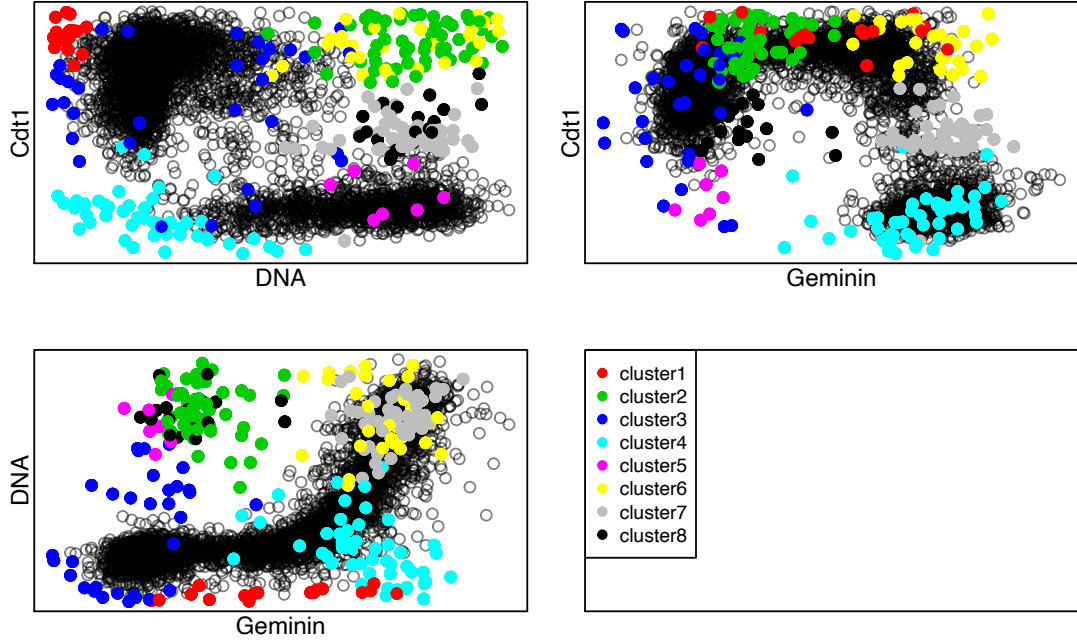 Cdt1
DNA
Cdt1
Geminin
DNA
Geminin
cluster1
cluster2
cluster3
cluster4
cluster5
cluster6
cluster7
cluster8